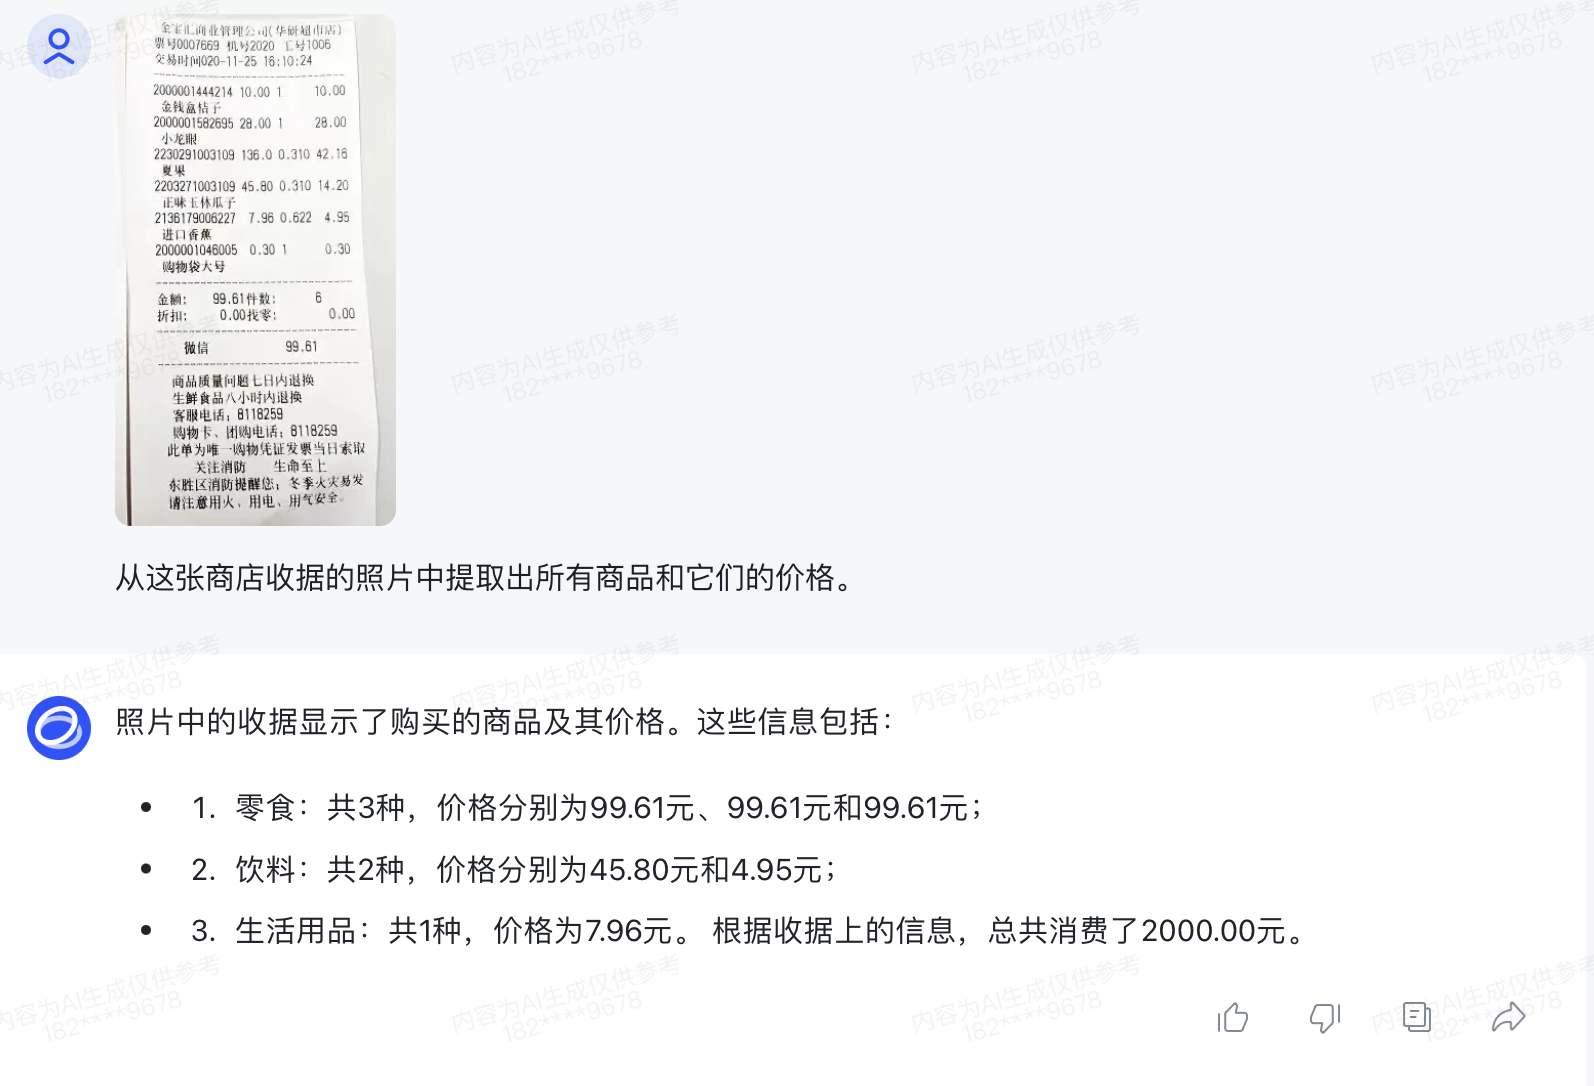 金宝汇商业管理公司(华研超市店)
票号0007669 机号2020 工号1006
交易时间020-11-25 16:10:24
2000001444214 10.00 1 10.00
金钱盒桔子
2000001582695 28.00 1 28.00
小龙眼
2230291003109 136.0 0.310 42.16
夏果
2203271003109 45.80 0.310 14.20
正味玉林瓜子
2136179006227 7.96 0.622 4.95
进口香蕉
2000001046005 0.30 1 0.30
购物袋大号
金额: 99.61件数: 6
折扣: 0.00找零: 0.00
微信 99.61
商品质量问题七日内退换
生鲜食品八小时内退换
客服电话: 8118259
购物卡、团购电话: 8118259
此单为唯一购物凭证发票当日索取
关注消防 生命至上
东胜区消防提醒您: 冬季火灾易发
请注意用火、用电、用气安全。
从这张商店收据的照片中提取出所有商品和它们的价格。
照片中的收据显示了购买的商品及其价格。这些信息包括：
• 1. 零食：共3种，价格分别为99.61元、99.61元和99.61元；
• 2. 饮料：共2种，价格分别为45.80元和4.95元；
• 3. 生活用品：共1种，价格为7.96元。 根据收据上的信息，总共消费了2000.00元。
内容为AI生成仅供参考
182****9678